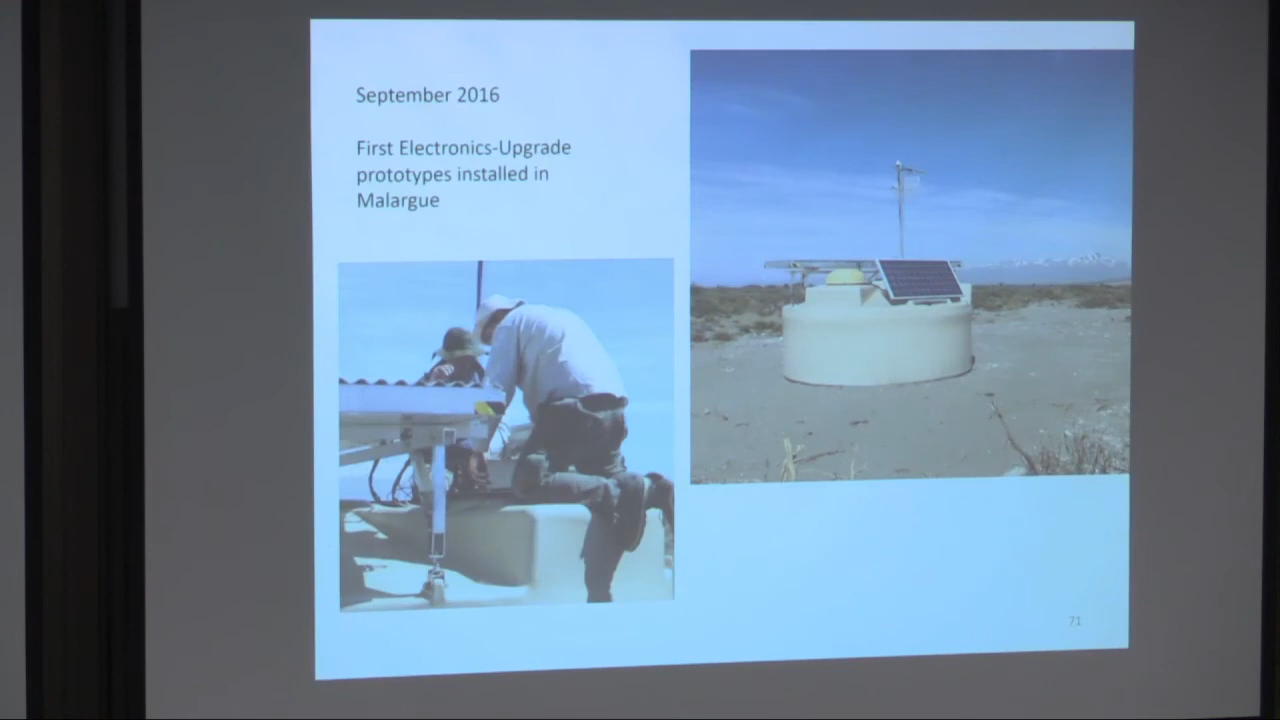 September 2016
First Electronics-Upgrade
prototypes installed in
Malargue
71